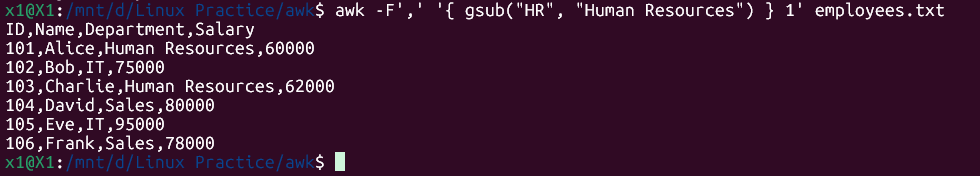 x1@X1:/mnt/d/Linux Practice/awk$ awk -F',' '{ gsub("HR", "Human Resources") } 1' employees.txt
ID,Name,Department,Salary
101,Alice,Human Resources,60000
102,Bob,IT,75000
103,Charlie,Human Resources,62000
104,David,Sales,80000
105,Eve,IT,95000
106,Frank,Sales,78000
x1@X1:/mnt/d/Linux Practice/awk$